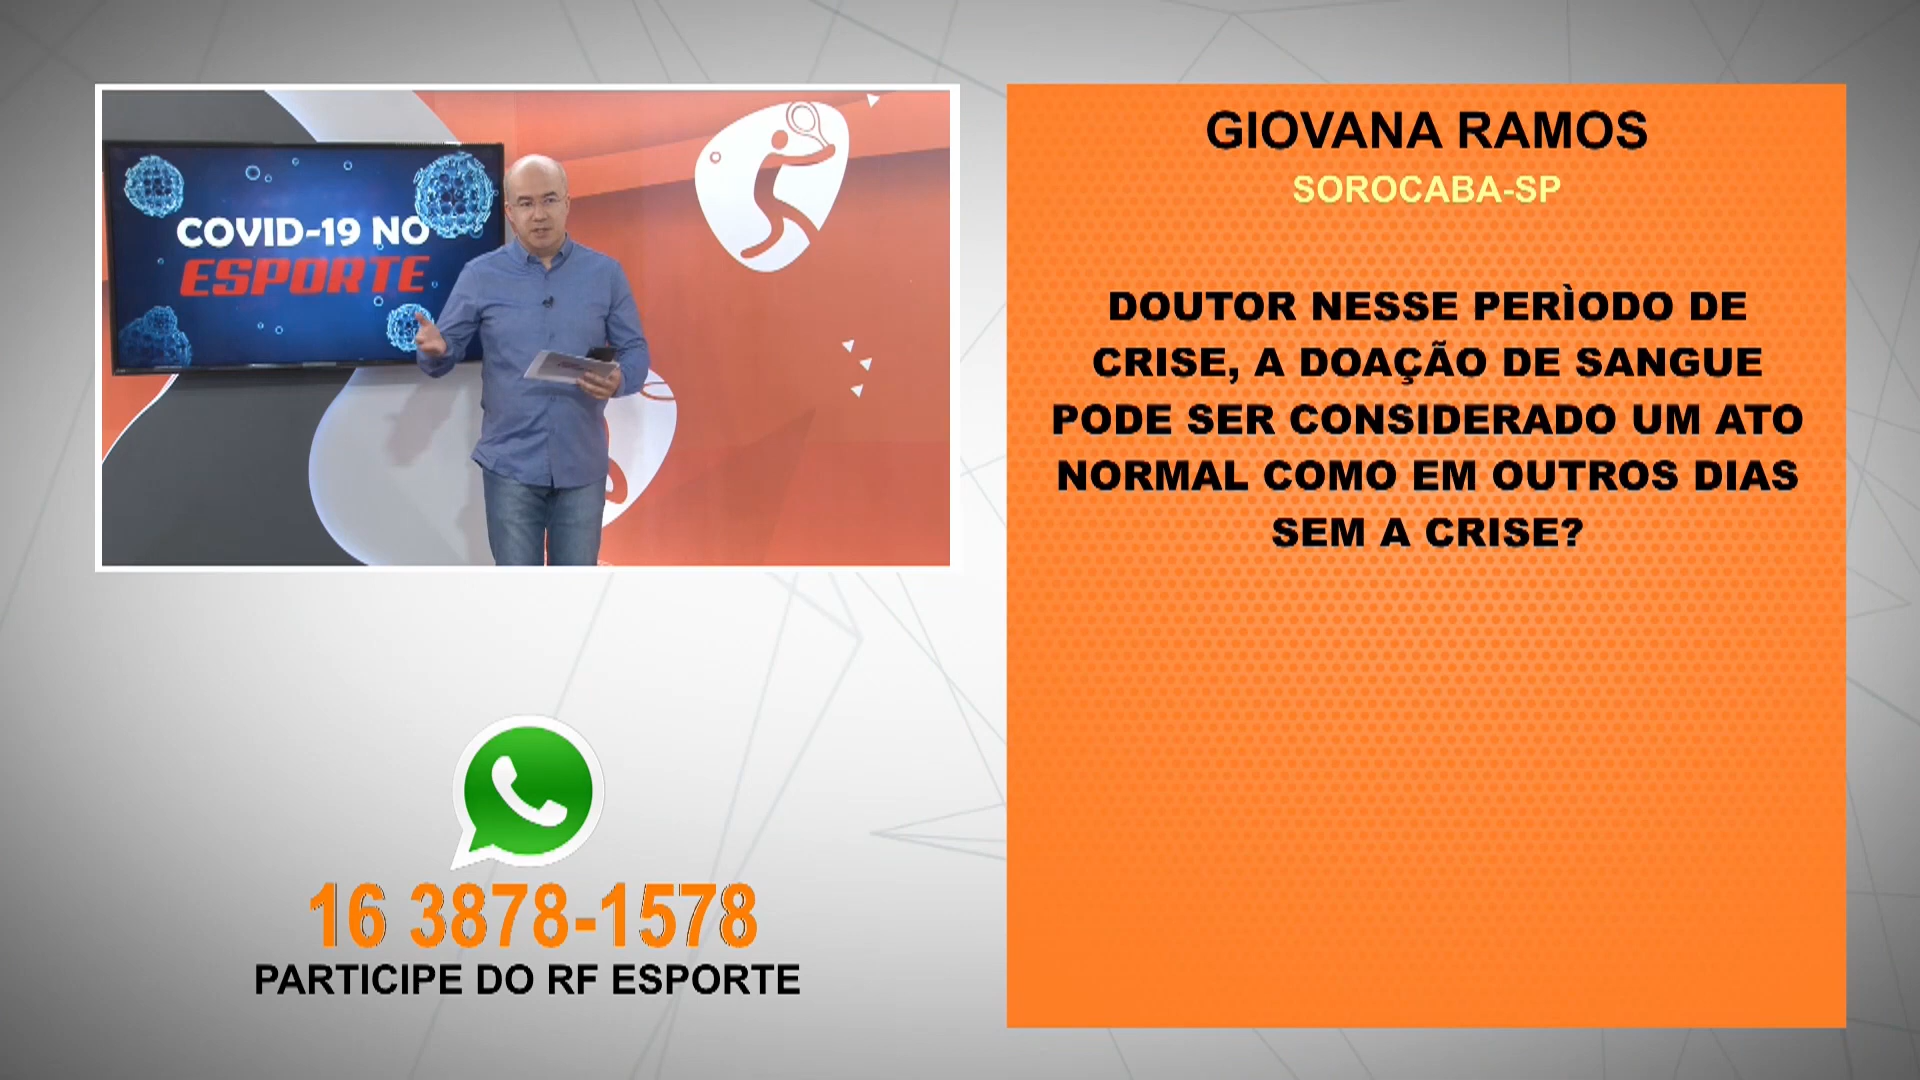 COVID-19 NO
ESPORTE
GIOVANA RAMOS
SOROCABA-SP
DOUTOR NESSE PERÌODO DE
CRISE, A DOAÇÃO DE SANGUE
PODE SER CONSIDERADO UM ATO
NORMAL COMO EM OUTROS DIAS
SEM A CRISE?
16 3878-1578
PARTICIPE DO RF ESPORTE